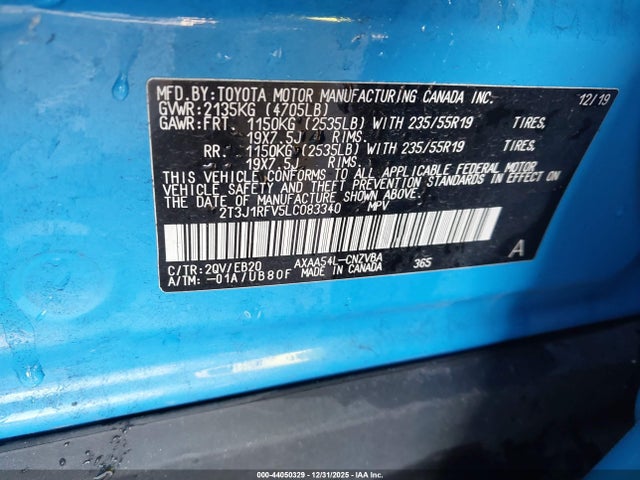 MFD.BY:TOYOTA MOTOR MANUFACTURING CANADA INC. 12/19
GVWR:2135KG (4705LB)
GAWR:FRT. 1150KG (2535LB) WITH 235/55R19 TIRES,
19X7.5J RIMS.
RR. 1150KG (2535LB) WITH 235/55R19 TIRES,
19X7.5J RIMS.
THIS VEHICLE CONFORMS TO ALL APPLICABLE FEDERAL MOTOR
VEHICLE SAFETY AND THEFT PREVENTION STANDARDS IN EFFECT ON
THE DATE OF MANUFACTURE SHOWN ABOVE.
2T3J1RFV5LC083340 MPV
C/TR:2QV/EB20 AXAA54L-CNZVBA 365 A
A/TM:-01A/UB80F MADE IN CANADA
000-44050329 - 12/31/2025 - IAABU